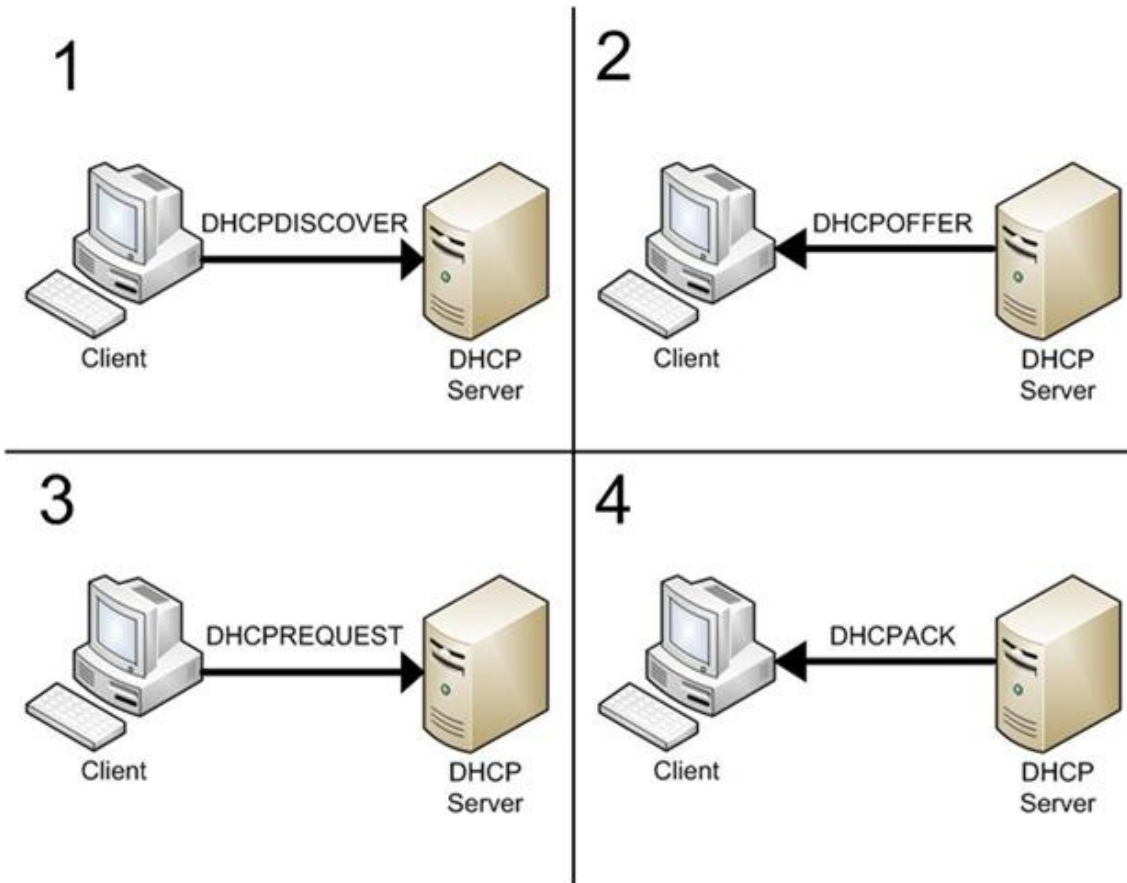 1
DHCPDISCOVER
Client
DHCP
Server
2
DHCPOFFER
Client
DHCP
Server
3
DHCPREQUEST
Client
DHCP
Server
4
DHCPACK
Client
DHCP
Server